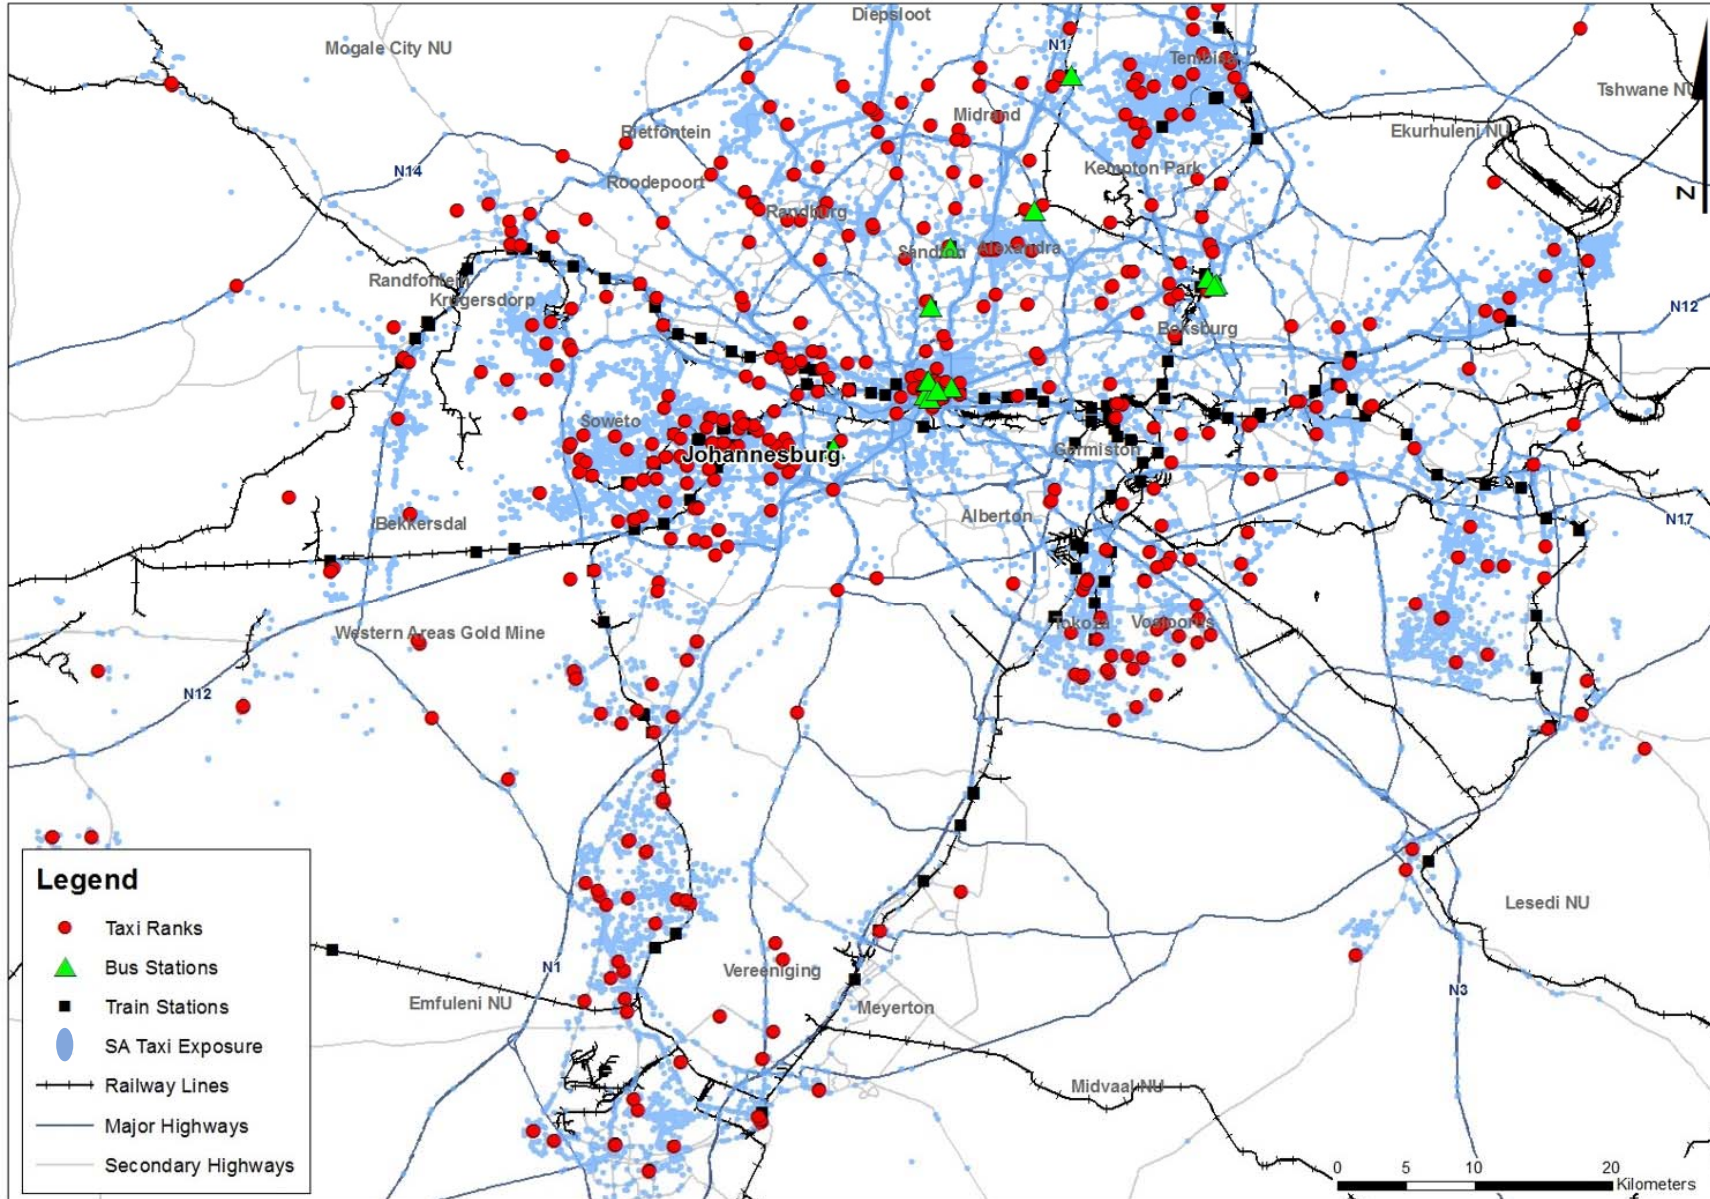 Diepsloot
Mogale City NU
N1
Tembisa
Tshwane NU
Midrand
Rietfontein
Ekurhuleni NU
N14
Kempton Park
Roodepoort
N
Randburg
Sandton
Alexandra
Randfontein
Krugersdorp
N12
Boksburg
Soweto
Johannesburg
Germiston
Bekkersdal
Alberton
N17
Western Areas Gold Mine
Tokoza
Vosloorus
N12
Legend
Taxi Ranks
Bus Stations
Train Stations
SA Taxi Exposure
Railway Lines
Major Highways
Secondary Highways
Lesedi NU
N1
Vereeniging
Emfuleni NU
Meyerton
N3
Midvaal NU
0 5 10 20
Kilometers